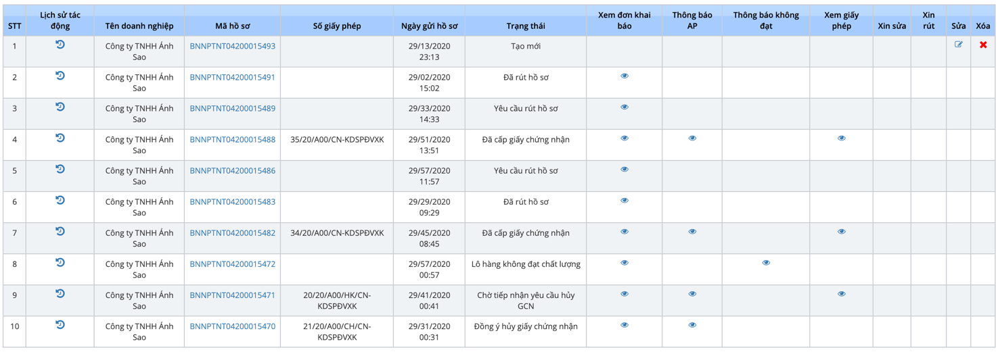 STT Lịch sử tác động Tên doanh nghiệp Mã hồ sơ Số giấy phép Ngày gửi hồ sơ Trạng thái Xem đơn khai báo Thông báo AP Thông báo không đạt Xem giấy phép Xin sửa Xin rút Sửa Xóa
1 Công ty TNHH Ánh Sao BNNPTNT04200015493 29/13/2020 23:13 Tạo mới
2 Công ty TNHH Ánh Sao BNNPTNT04200015491 29/02/2020 15:02 Đã rút hồ sơ
3 Công ty TNHH Ánh Sao BNNPTNT04200015489 29/33/2020 14:33 Yêu cầu rút hồ sơ
4 Công ty TNHH Ánh Sao BNNPTNT04200015488 35/20/A00/CN-KDSPĐVXK 29/51/2020 13:51 Đã cấp giấy chứng nhận
5 Công ty TNHH Ánh Sao BNNPTNT04200015486 29/57/2020 11:57 Yêu cầu rút hồ sơ
6 Công ty TNHH Ánh Sao BNNPTNT04200015483 29/29/2020 09:29 Đã rút hồ sơ
7 Công ty TNHH Ánh Sao BNNPTNT04200015482 34/20/A00/CN-KDSPĐVXK 29/45/2020 08:45 Đã cấp giấy chứng nhận
8 Công ty TNHH Ánh Sao BNNPTNT04200015472 29/57/2020 00:57 Lô hàng không đạt chất lượng
9 Công ty TNHH Ánh Sao BNNPTNT04200015471 20/20/A00/HK/CN-KDSPĐVXK 29/41/2020 00:41 Chờ tiếp nhận yêu cầu hủy GCN
10 Công ty TNHH Ánh Sao BNNPTNT04200015470 21/20/A00/CH/CN-KDSPĐVXK 29/31/2020 00:31 Đồng ý hủy giấy chứng nhận